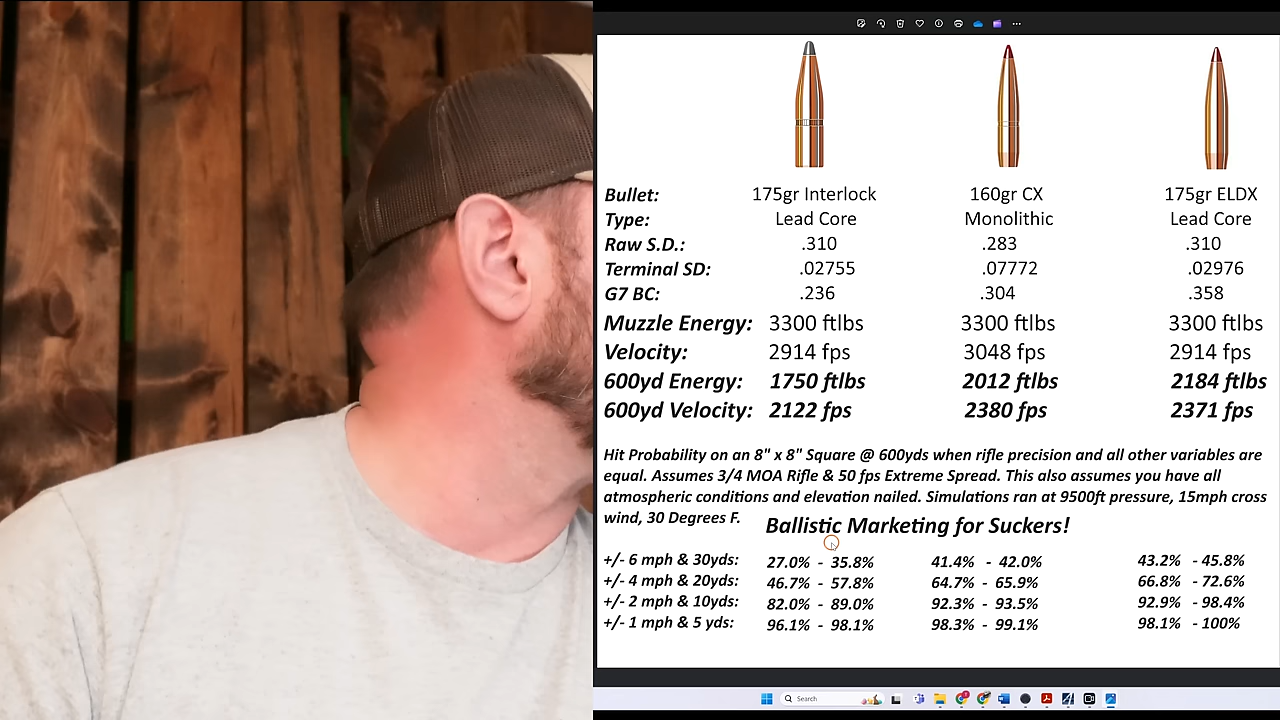 Bullet: 175gr Interlock 160gr CX 175gr ELDX
Type: Lead Core Monolithic Lead Core
Raw S.D.: .310 .283 .310
Terminal SD: .02755 .07772 .02976
G7 BC: .236 .304 .358
Muzzle Energy: 3300 ftlbs 3300 ftlbs 3300 ftlbs
Velocity: 2914 fps 3048 fps 2914 fps
600yd Energy: 1750 ftlbs 2012 ftlbs 2184 ftlbs
600yd Velocity: 2122 fps 2380 fps 2371 fps
Hit Probability on an 8" x 8" Square @ 600yds when rifle precision and all other variables are
equal. Assumes 3/4 MOA Rifle & 50 fps Extreme Spread. This also assumes you have all
atmospheric conditions and elevation nailed. Simulations ran at 9500ft pressure, 15mph cross
wind, 30 Degrees F.
Ballistic Marketing for Suckers!
+/- 6 mph & 30yds: 27.0% - 35.8% 41.4% - 42.0% 43.2% - 45.8%
+/- 4 mph & 20yds: 46.7% - 57.8% 64.7% - 65.9% 66.8% - 72.6%
+/- 2 mph & 10yds: 82.0% - 89.0% 92.3% - 93.5% 92.9% - 98.4%
+/- 1 mph & 5 yds: 96.1% - 98.1% 98.3% - 99.1% 98.1% - 100%
Search